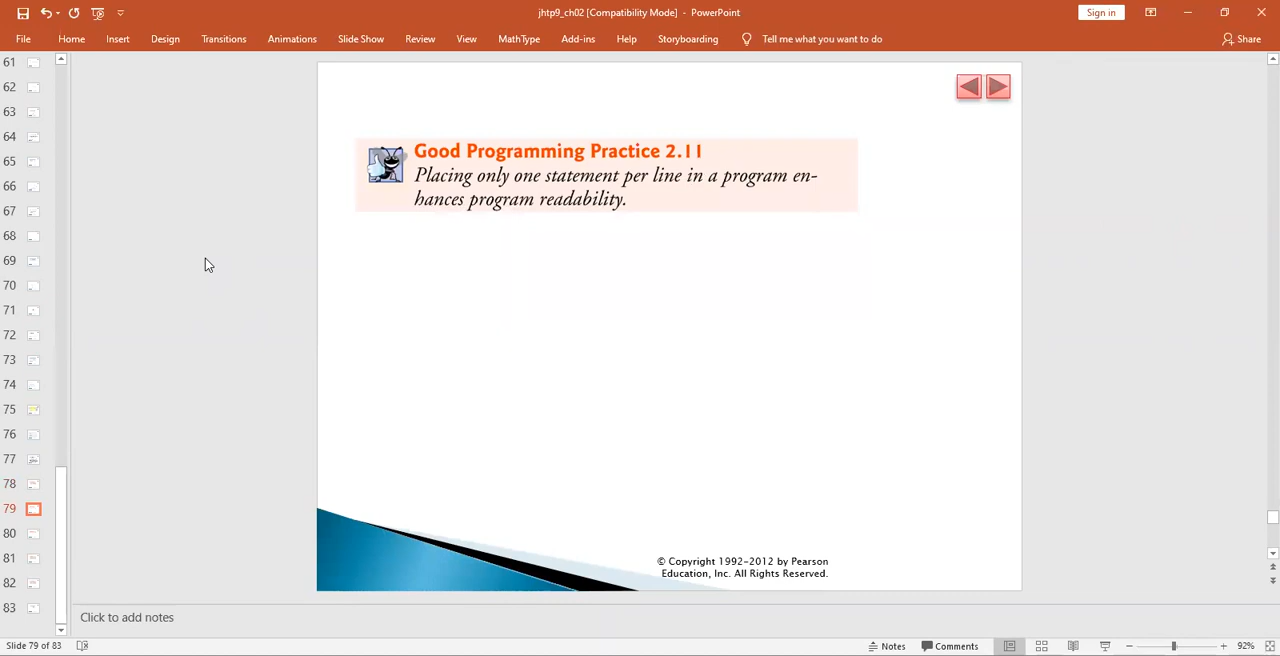 jhtp9_ch02 [Compatibility Mode] - PowerPoint
Sign in
File Home Insert Design Transitions Animations Slide Show Review View MathType Add-ins Help Storyboarding Tell me what you want to do Share
61
62
63
64
65
66
67
68
69
70
71
72
73
74
75
76
77
78
79
80
81
82
83
Good Programming Practice 2.11
Placing only one statement per line in a program en-
hances program readability.
© Copyright 1992-2012 by Pearson
Education, Inc. All Rights Reserved.
Click to add notes
Slide 79 of 83 Notes Comments 92%